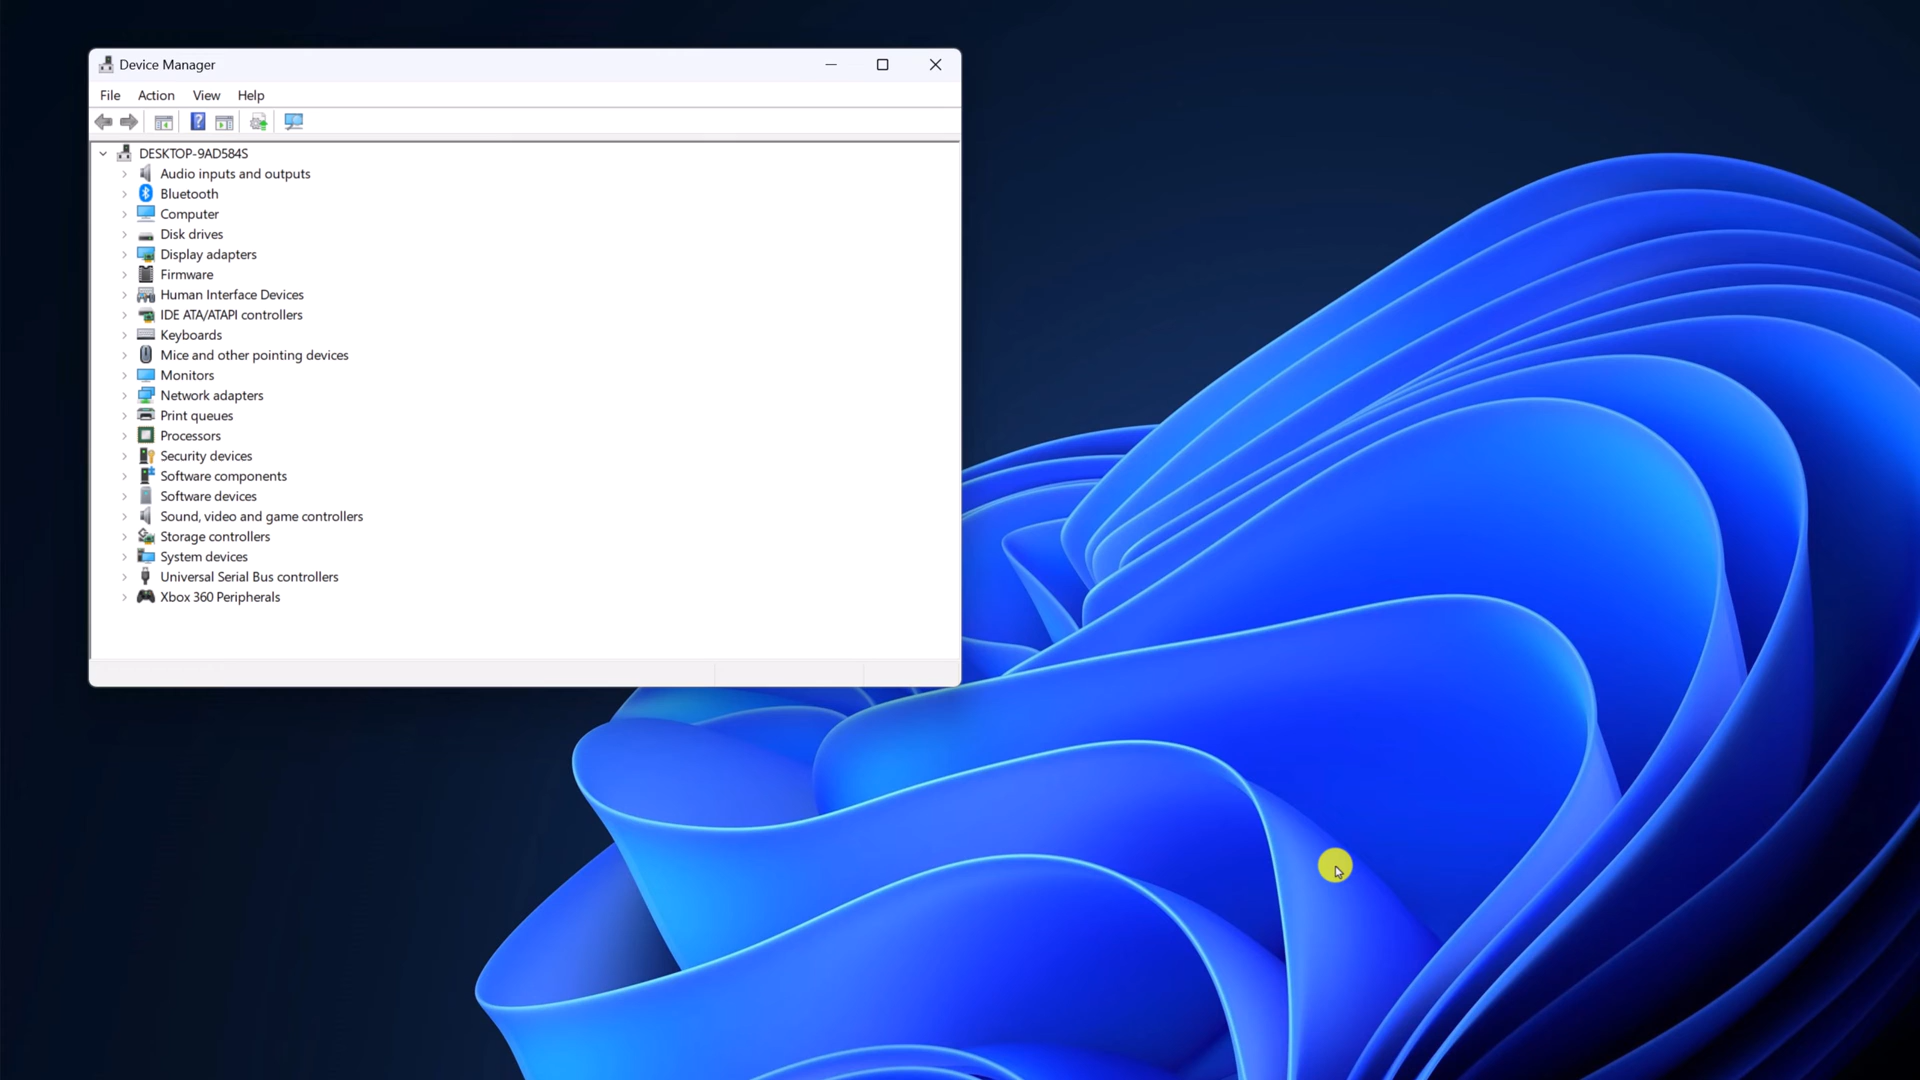 Device Manager
File Action View Help
DESKTOP-9AD584S
Audio inputs and outputs
Bluetooth
Computer
Disk drives
Display adapters
Firmware
Human Interface Devices
IDE ATA/ATAPI controllers
Keyboards
Mice and other pointing devices
Monitors
Network adapters
Print queues
Processors
Security devices
Software components
Software devices
Sound, video and game controllers
Storage controllers
System devices
Universal Serial Bus controllers
Xbox 360 Peripherals